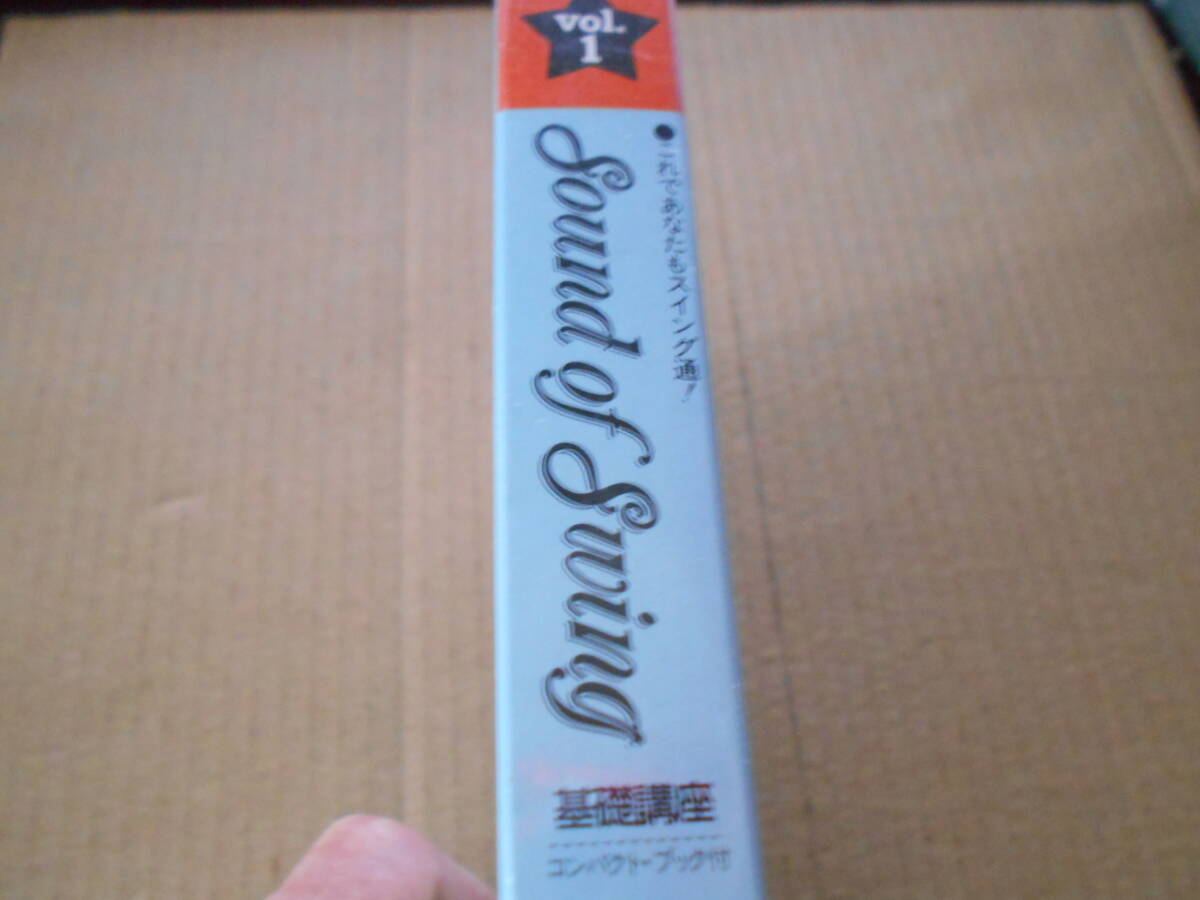 vol.
1
●これであなたもスイング通!
Sound of Swing
基礎講座
コンパクト・ブック付